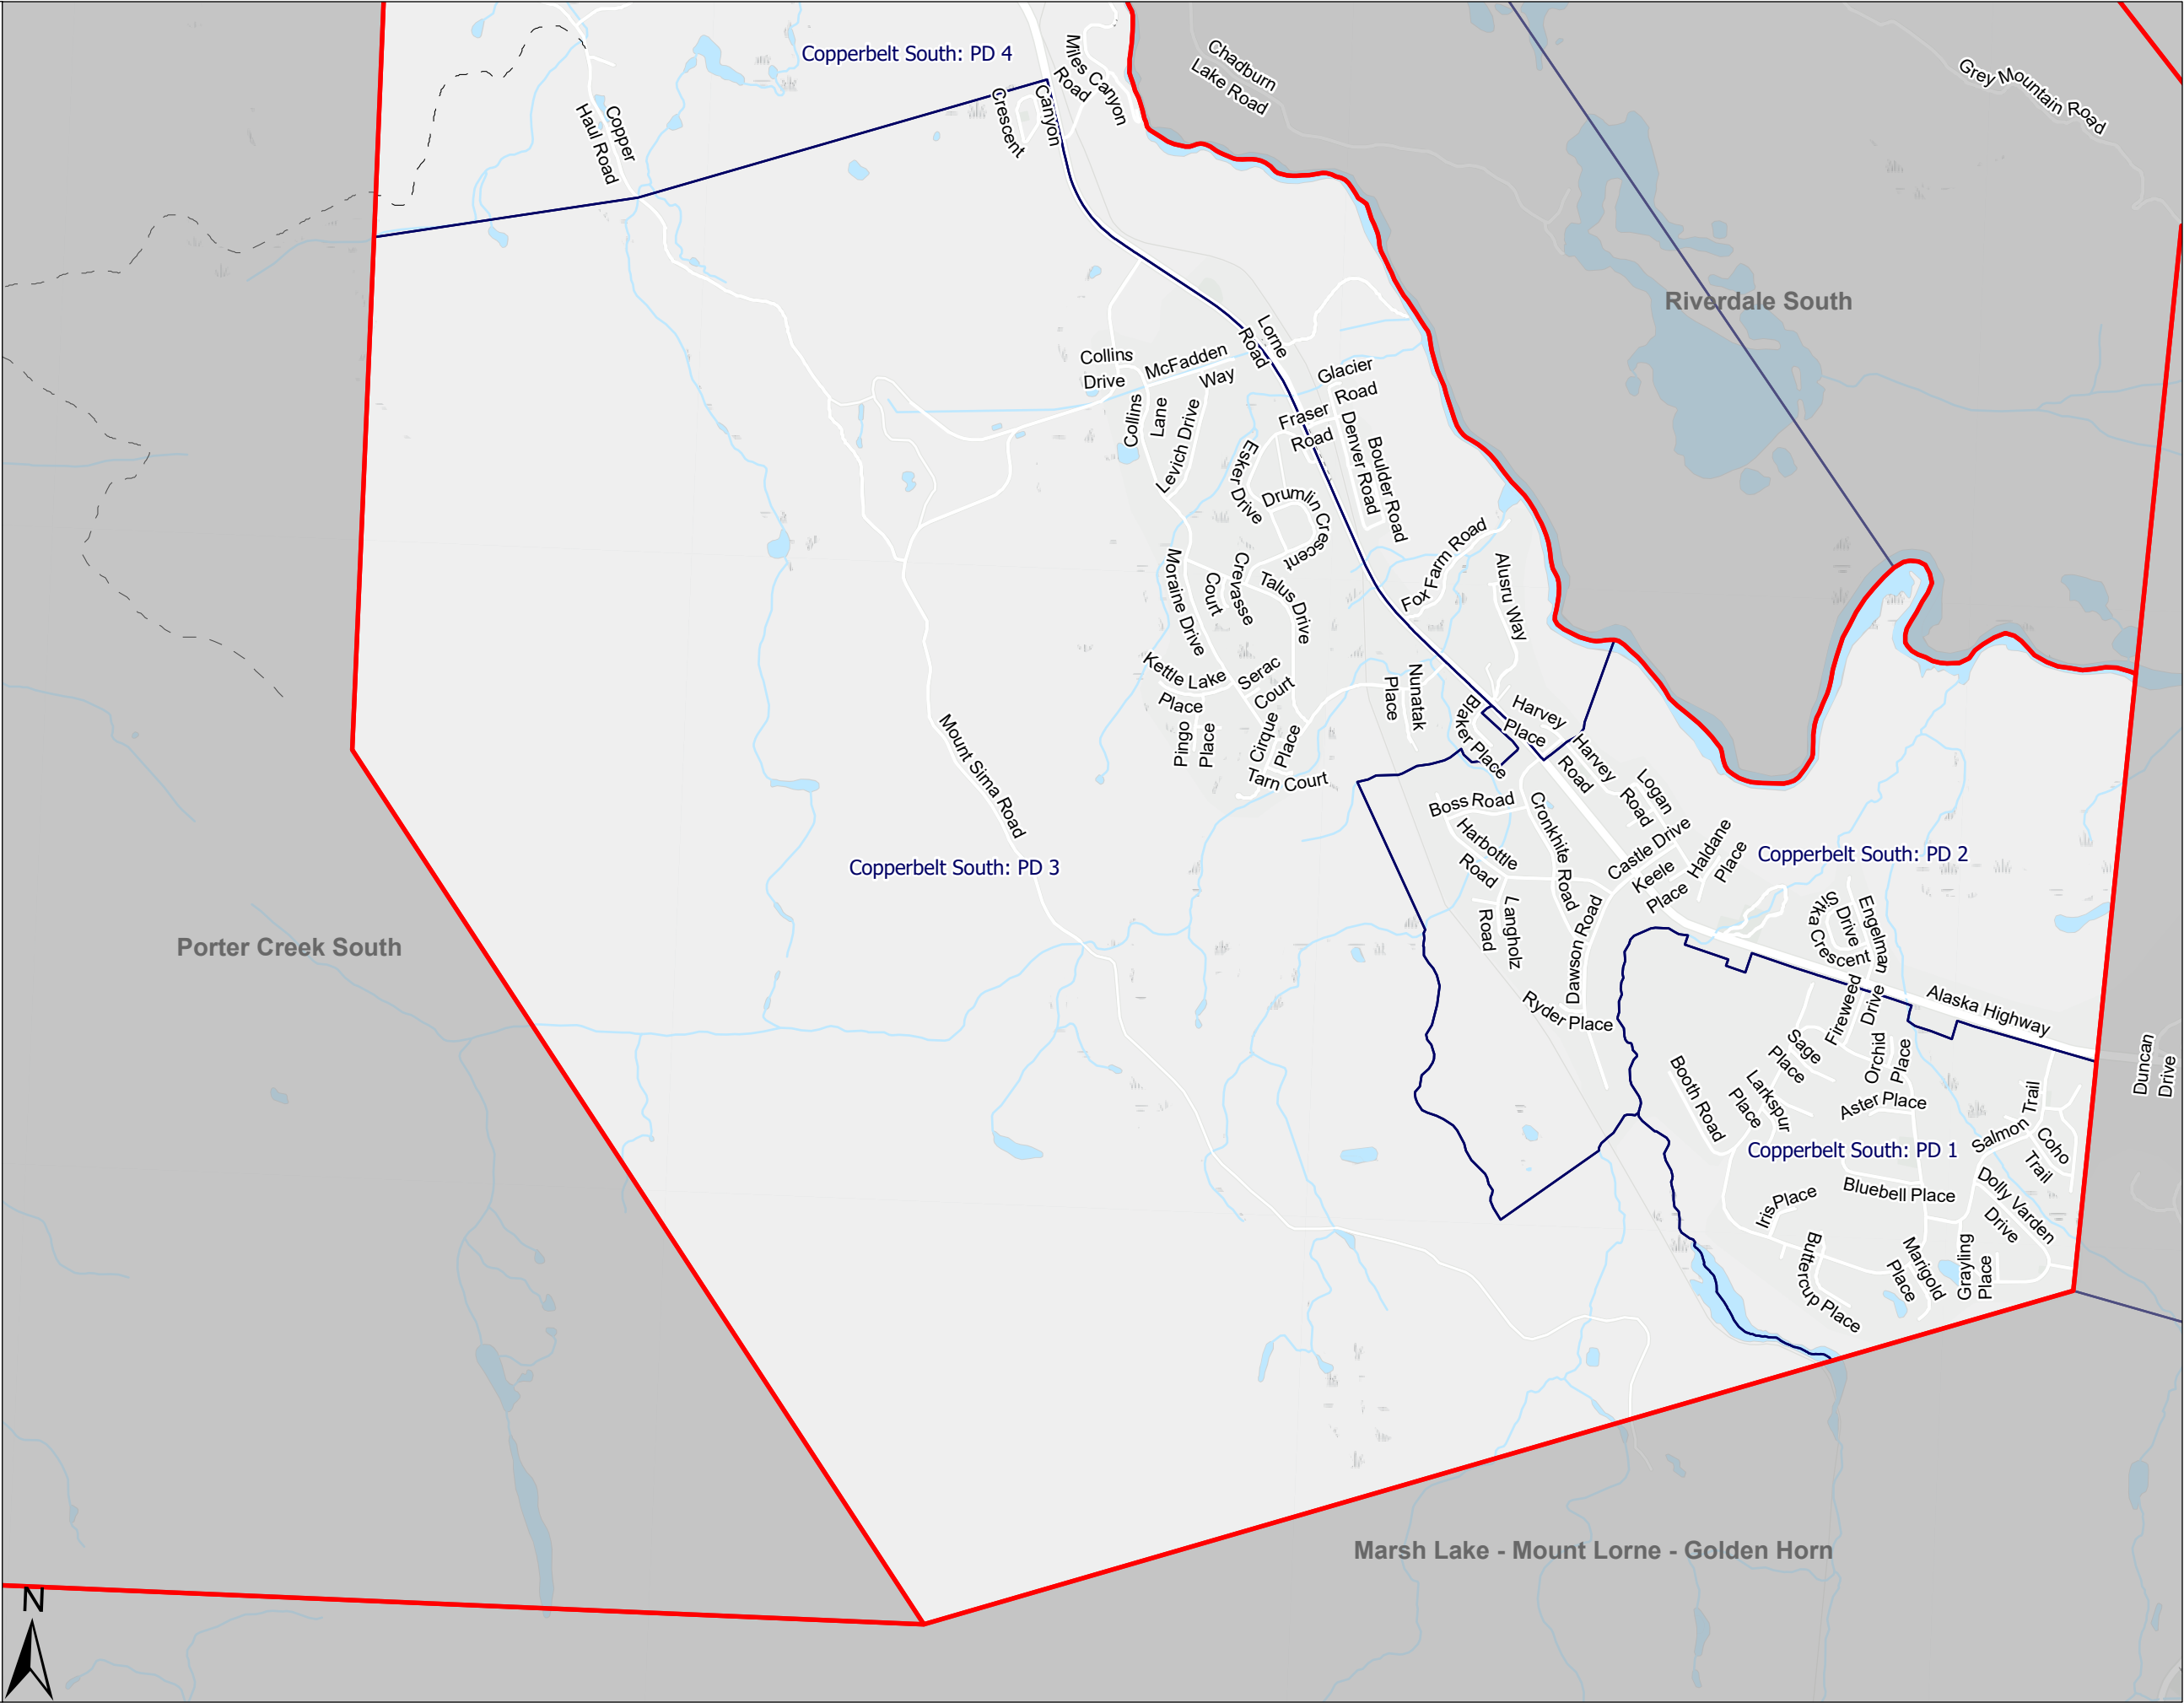 Copperbelt South: PD 4
Miles Canyon
Road
Chadburn
Lake Road
Grey Mountain Road
Copper
Haul Road
Canyon
Crescent
Riverdale South
Lorne
Road
Collins
Drive
McFadden
Way
Glacier
Road
Collins
Lane
Levich Drive
Fraser
Road
Denver Road
Boulder Road
Esker Drive
Drumlin Crescent
Fox Farm Road
Alusru Way
Moraine Drive
Crevasse
Court
Talus Drive
Kettle Lake
Place
Serac
Court
Nunatak
Place
Pingo
Place
Cirque
Place
Tarn Court
Blaker Place
Harvey
Place
Harvey
Road
Logan
Road
Mount Sima Road
Boss Road
Cronkhite Road
Harbottle
Road
Castle Drive
Keele
Place
Haldane
Place
Copperbelt South: PD 2
Copperbelt South: PD 3
Langholz
Road
Dawson Road
Sitka Crescent
Engelman
Drive
Porter Creek South
Ryder Place
Fireweed
Drive
Alaska Highway
Duncan
Drive
Sage
Place
Orchid
Place
Booth Road
Larkspur
Place
Aster Place
Salmon Trail
Coho
Trail
Copperbelt South: PD 1
Bluebell Place
Dolly Varden
Drive
Iris Place
Buttercup Place
Marigold
Place
Grayling
Place
Marsh Lake - Mount Lorne - Golden Horn
N